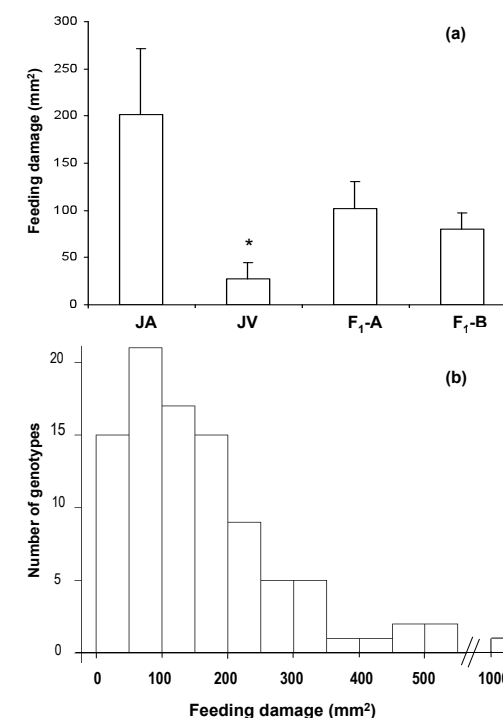 300
(a)
250
200
150
100
50
0
Feeding damage (mm²)
*
JA JV F₁-A F₁-B
20
(b)
15
10
5
0
Number of genotypes
0 100 200 300 400 500 1000
Feeding damage (mm²)